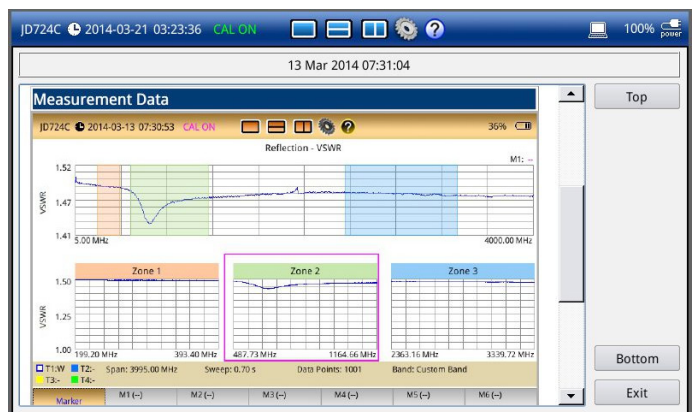 JD724C 2014-03-21 03:23:36 CAL ON ? 100% power
13 Mar 2014 07:31:04
Top
Measurement Data
JD724C 2014-03-13 07:30:53 CAL ON ? 36%
Reflection - VSWR
M1: --
1.52
VSWR
1.47
1.41
5.00 MHz 4000.00 MHz
Zone 1 Zone 2 Zone 3
1.50
VSWR
1.25
1.00
199.20 MHz 393.40 MHz 487.73 MHz 1164.66 MHz 2363.16 MHz 3339.72 MHz
T1:W T2:- Span: 3995.00 MHz Sweep: 0.70 s Data Points: 1001 Band: Custom Band
T3:- T4:-
Marker M1 (--) M2 (--) M3 (--) M4 (--) M5 (--) M6 (--)
Bottom
Exit